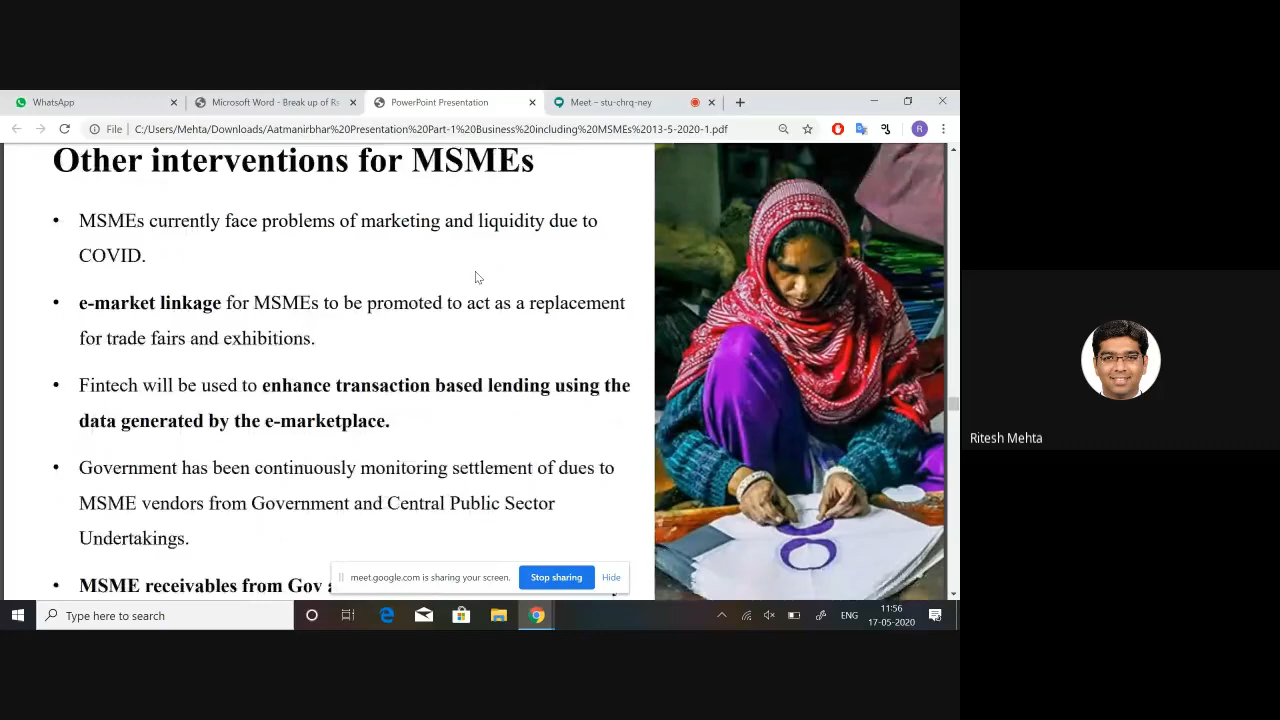 WhatsApp
Microsoft Word - Break up of Rs
PowerPoint Presentation
Meet – stu-chrq-ney
File
C:/Users/Mehta/Downloads/Aatmanirbhar%20Presentation%20Part-1%20Business%20including%20MSMEs%2013-5-2020-1.pdf
R
Other interventions for MSMEs
• MSMEs currently face problems of marketing and liquidity due to
COVID.
• e-market linkage for MSMEs to be promoted to act as a replacement
for trade fairs and exhibitions.
• Fintech will be used to enhance transaction based lending using the
data generated by the e-marketplace.
• Government has been continuously monitoring settlement of dues to
MSME vendors from Government and Central Public Sector
Undertakings.
• MSME receivables from Gov
meet.google.com is sharing your screen.
Stop sharing
Hide
Ritesh Mehta
Type here to search
ENG
11:56
17-05-2020